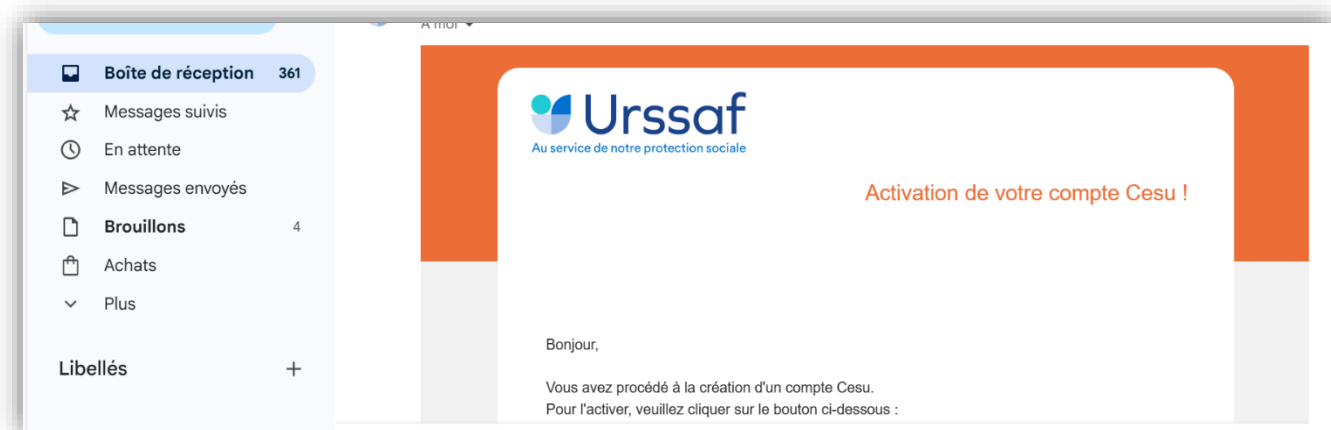 À moi
Boîte de réception 361
Messages suivis
En attente
Messages envoyés
Brouillons 4
Achats
Plus
Libellés
Urssaf
Au service de notre protection sociale
Activation de votre compte Cesu !
Bonjour,
Vous avez procédé à la création d'un compte Cesu.
Pour l'activer, veuillez cliquer sur le bouton ci-dessous :